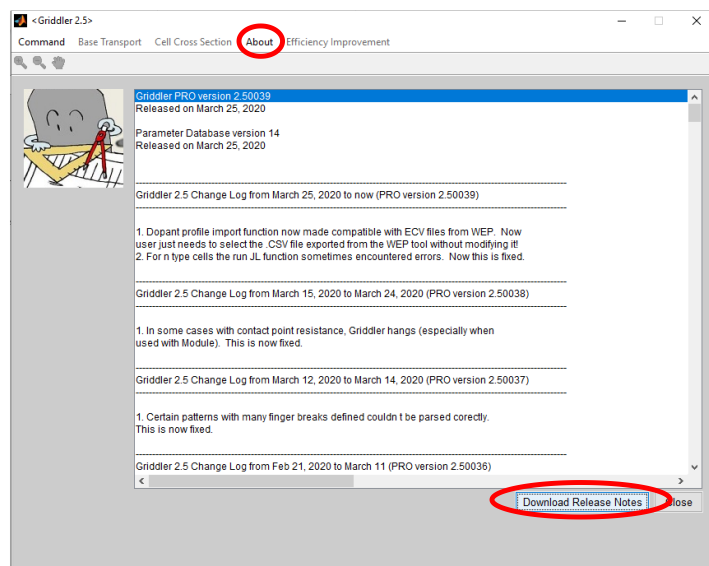 <Griddler 2.5>
Command Base Transport Cell Cross Section About Efficiency Improvement
Griddler PRO version 2.50039
Released on March 25, 2020
Parameter Database version 14
Released on March 25, 2020
Griddler 2.5 Change Log from March 25, 2020 to now (PRO version 2.50039)
1. Dopant profile import function now made compatible with ECV files from WEP. Now
user just needs to select the .CSV file exported from the WEP tool without modifying it!
2. For n type cells the run JL function sometimes encountered errors. Now this is fixed.
Griddler 2.5 Change Log from March 15, 2020 to March 24, 2020 (PRO version 2.50038)
1. In some cases with contact point resistance, Griddler hangs (especially when
used with Module). This is now fixed.
Griddler 2.5 Change Log from March 12, 2020 to March 14, 2020 (PRO version 2.50037)
1. Certain patterns with many finger breaks defined couldn t be parsed corectly.
This is now fixed.
Griddler 2.5 Change Log from Feb 21, 2020 to March 11 (PRO version 2.50036)
Download Release Notes Close